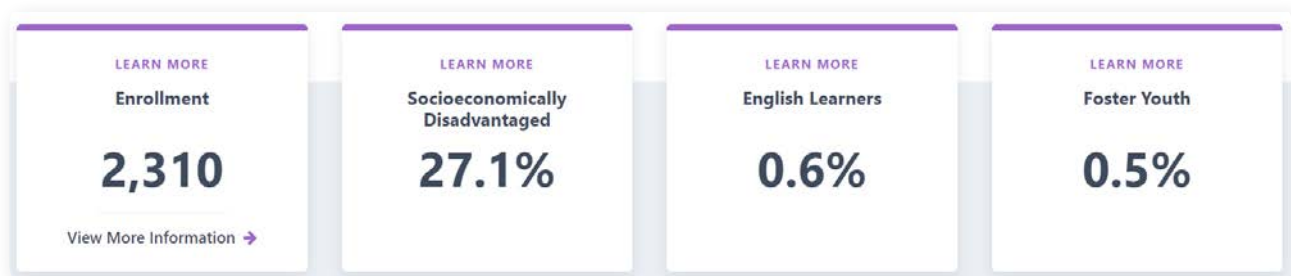 LEARN MORE
Enrollment
2,310
View More Information
LEARN MORE
Socioeconomically
Disadvantaged
27.1%
LEARN MORE
English Learners
0.6%
LEARN MORE
Foster Youth
0.5%